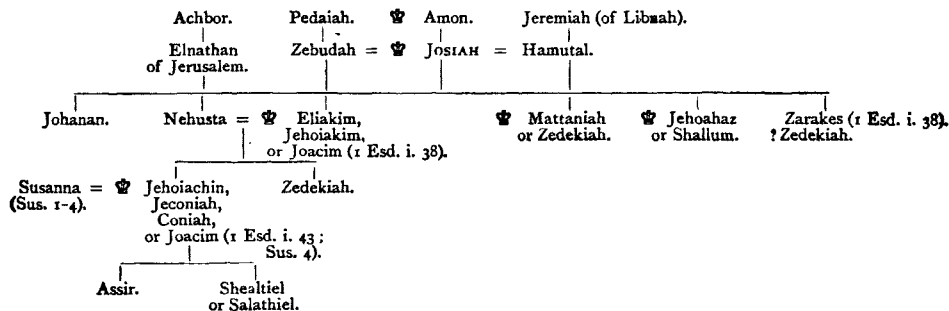 Achbor. Pedaiah. ♚ Amon. Jeremiah (of Libnah).
Elnathan Zebudah = ♚ JOSIAH = Hamutal.
of Jerusalem.
Johanan. Nehusta = ♚ Eliakim, ♚ Mattaniah ♚ Jehoahaz Zarakes (1 Esd. i. 38).
Jehoiakim, or Zedekiah. or Shallum. ? Zedekiah.
or Joacim (1 Esd. i. 38).
Susanna = ♚ Jehoiachin, Zedekiah.
(Sus. 1-4). Jeconiah,
Coniah,
or Joacim (1 Esd. i. 43 ;
Sus. 4).
Assir. Shealtiel
or Salathiel.